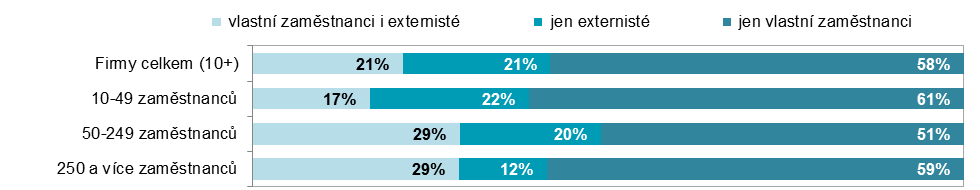 vlastní zaměstnanci i externisté jen externisté jen vlastní zaměstnanci
Firmy celkem (10+) 21% 21% 58%
10-49 zaměstnanců 17% 22% 61%
50-249 zaměstnanců 29% 20% 51%
250 a více zaměstnanců 29% 12% 59%